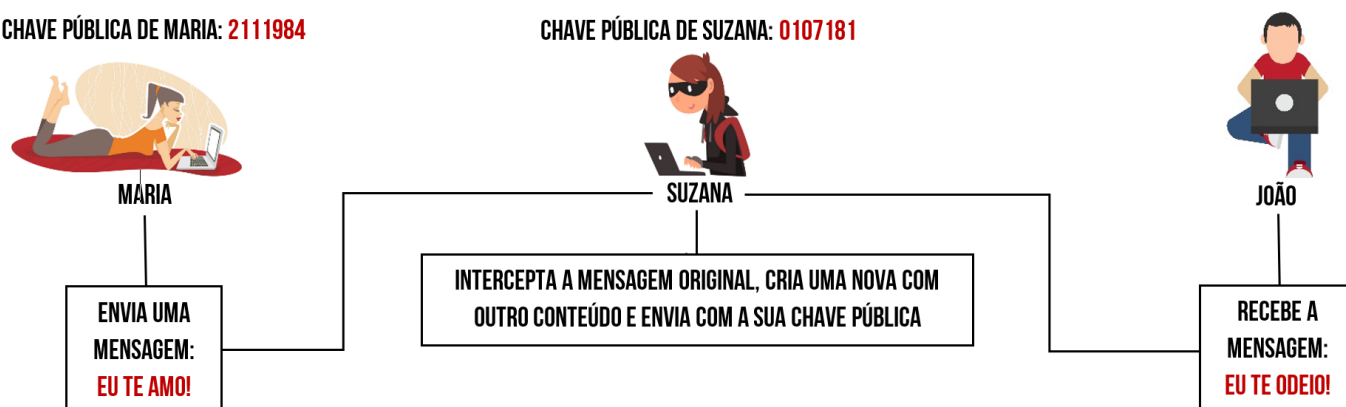 CHAVE PÚBLICA DE MARIA: 2111984
CHAVE PÚBLICA DE SUZANA: 0107181
MARIA
SUZANA
JOÃO
ENVIA UMA
MENSAGEM:
EU TE AMO!
INTERCEPTA A MENSAGEM ORIGINAL, CRIA UMA NOVA COM
OUTRO CONTEÚDO E ENVIA COM A SUA CHAVE PÚBLICA
RECEBE A
MENSAGEM:
EU TE ODEIO!